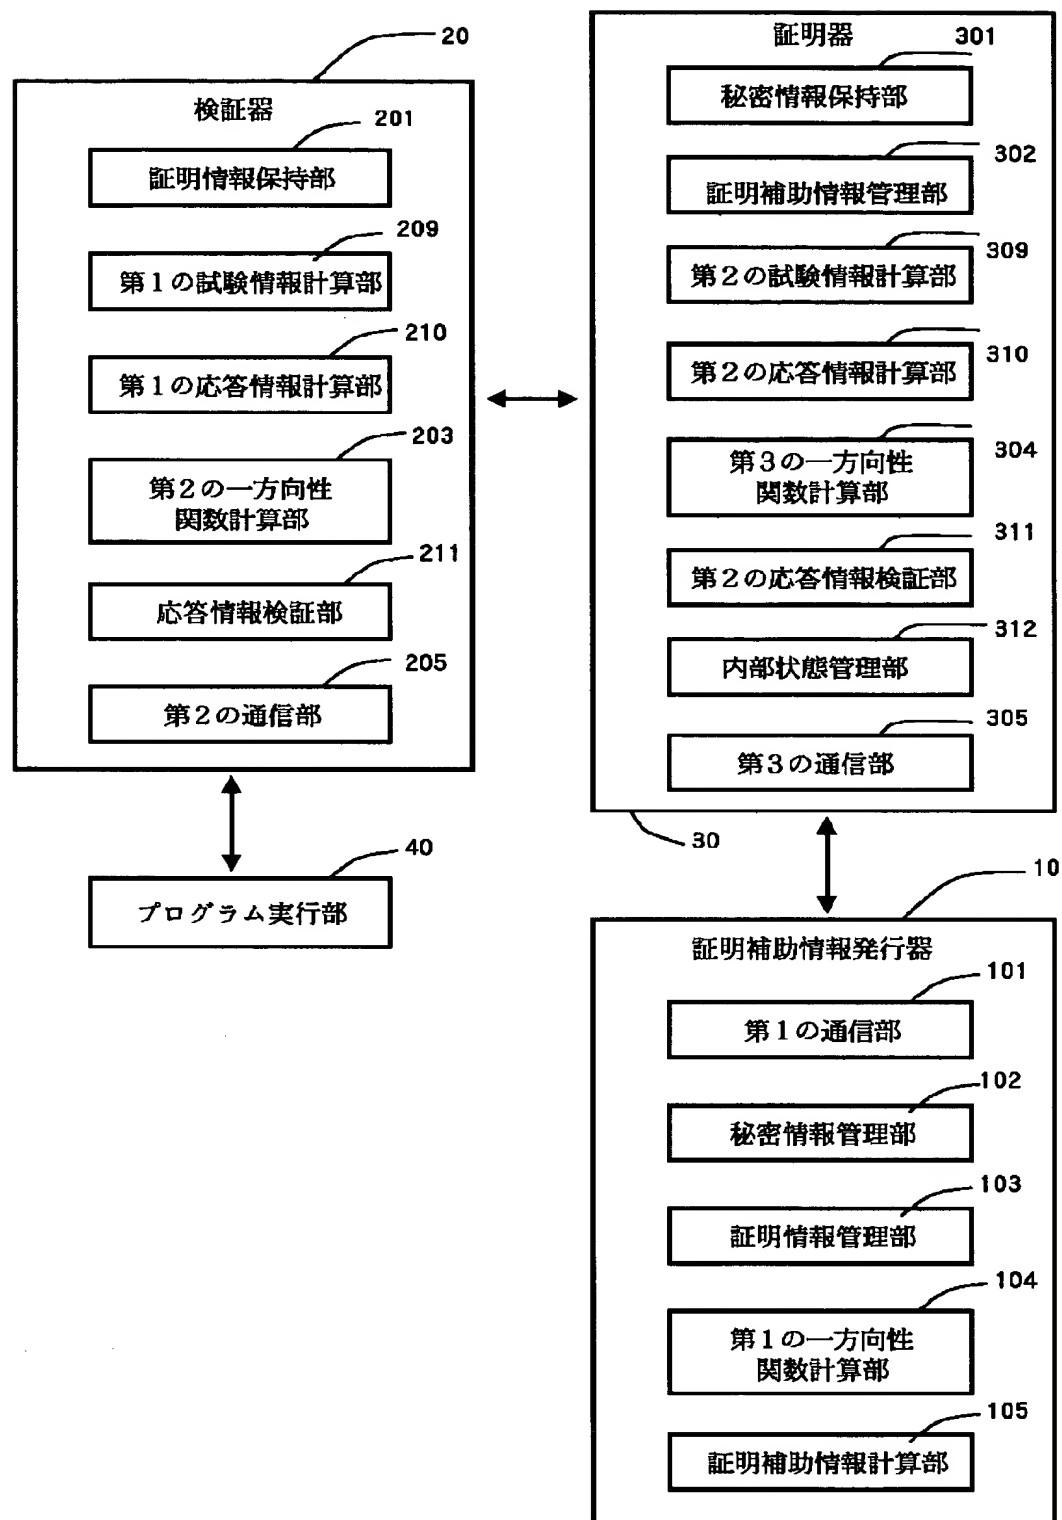 20
検証器
201
証明情報保持部
209
第1の試験情報計算部
210
第1の応答情報計算部
203
第2の一方向性
関数計算部
211
応答情報検証部
205
第2の通信部
40
プログラム実行部
証明器
301
秘密情報保持部
302
証明補助情報管理部
309
第2の試験情報計算部
310
第2の応答情報計算部
304
第3の一方向性
関数計算部
311
第2の応答情報検証部
312
内部状態管理部
305
第3の通信部
30
10
証明補助情報発行器
101
第1の通信部
102
秘密情報管理部
103
証明情報管理部
104
第1の一方向性
関数計算部
105
証明補助情報計算部